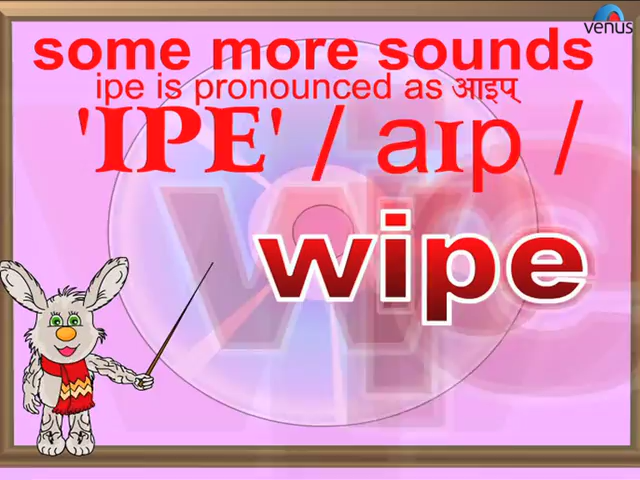 venus
some more sounds
ipe is pronounced as आइप्
'IPE' / aɪp /
wipe